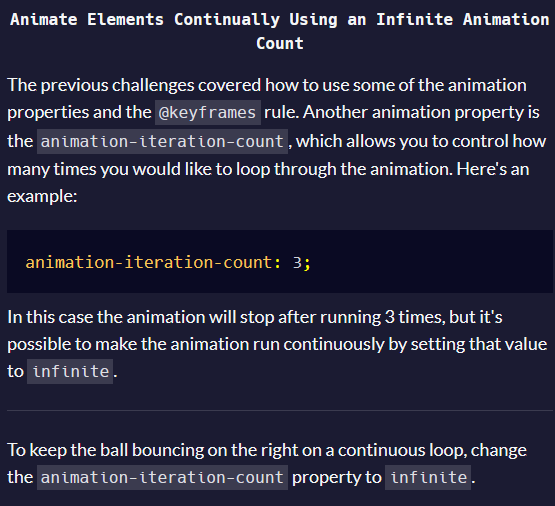 Animate Elements Continually Using an Infinite Animation
Count
The previous challenges covered how to use some of the animation
properties and the @keyframes rule. Another animation property is
the animation-iteration-count, which allows you to control how
many times you would like to loop through the animation. Here's an
example:
animation-iteration-count: 3;
In this case the animation will stop after running 3 times, but it's
possible to make the animation run continuously by setting that value
to infinite.
To keep the ball bouncing on the right on a continuous loop, change
the animation-iteration-count property to infinite.